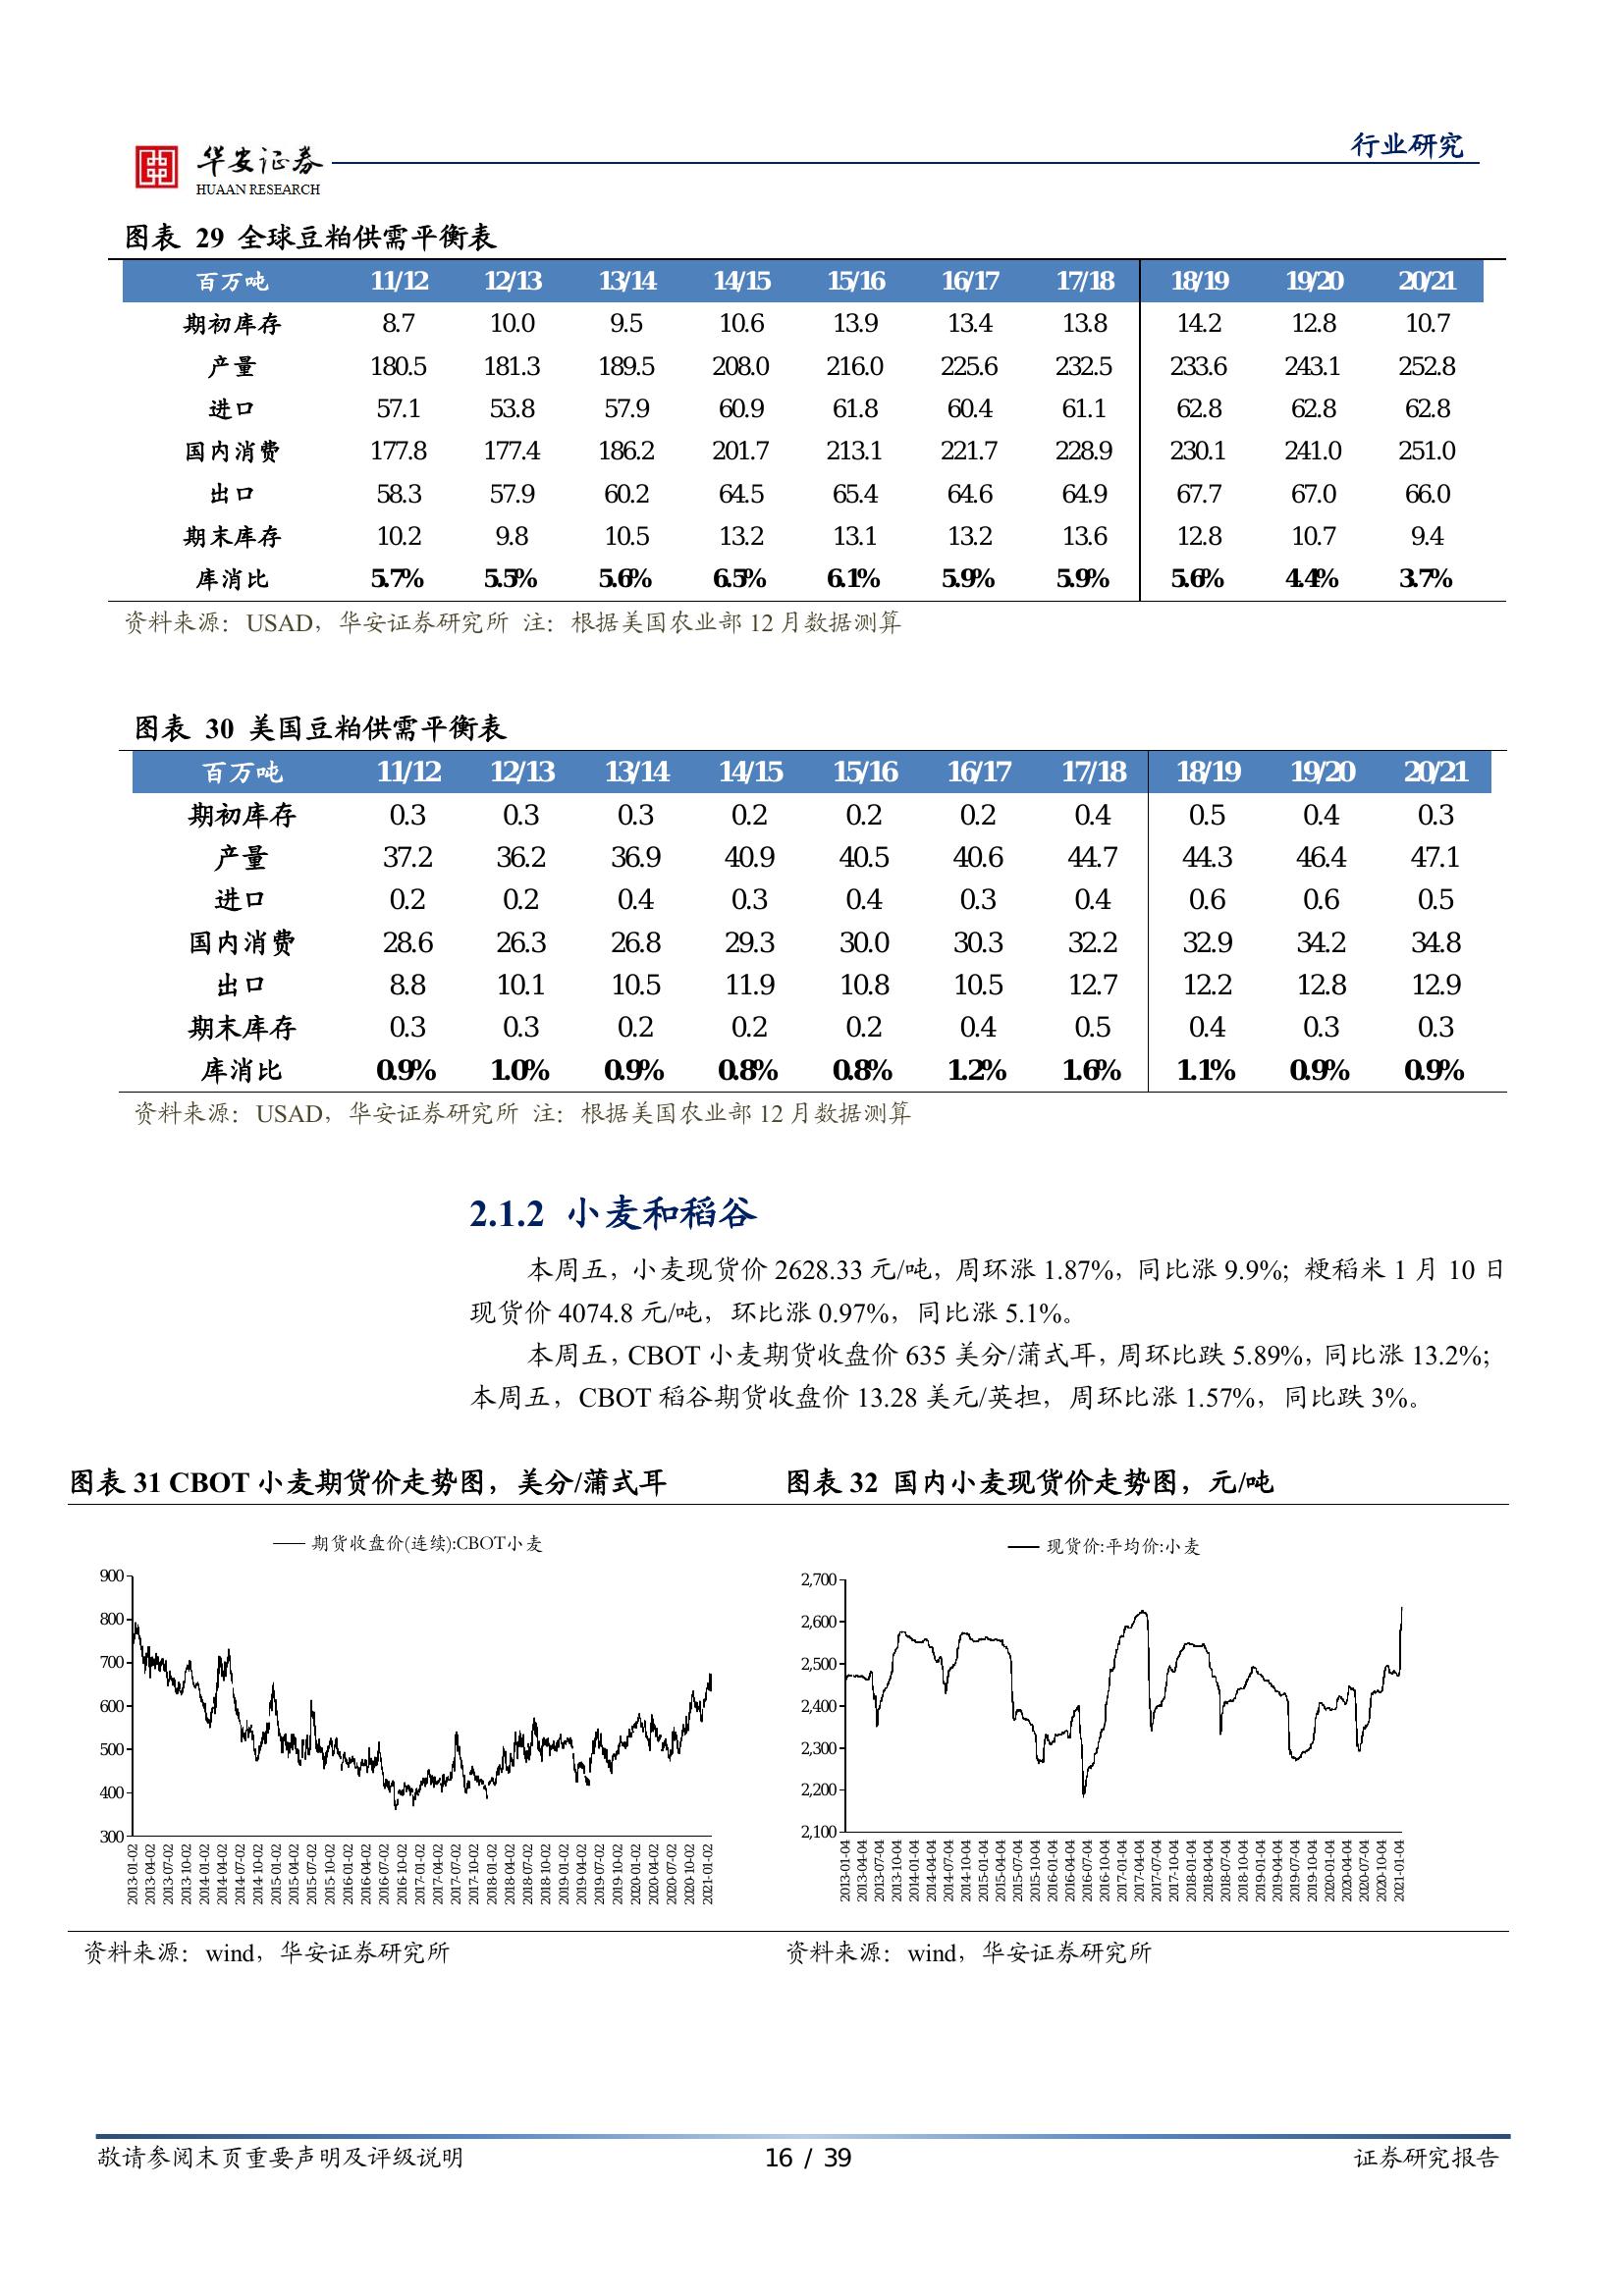 华安证券
HUAAN RESEARCH
行业研究
图表 29 全球豆粕供需平衡表
百万吨 11/12 12/13 13/14 14/15 15/16 16/17 17/18 18/19 19/20 20/21
期初库存 8.7 10.0 9.5 10.6 13.9 13.4 13.8 14.2 12.8 10.7
产量 180.5 181.3 189.5 208.0 216.0 225.6 232.5 233.6 243.1 252.8
进口 57.1 53.8 57.9 60.9 61.8 60.4 61.1 62.8 62.8 62.8
国内消费 177.8 177.4 186.2 201.7 213.1 221.7 228.9 230.1 241.0 251.0
出口 58.3 57.9 60.2 64.5 65.4 64.6 64.9 67.7 67.0 66.0
期末库存 10.2 9.8 10.5 13.2 13.1 13.2 13.6 12.8 10.7 9.4
库消比 5.7% 5.5% 5.6% 6.5% 6.1% 5.9% 5.9% 5.6% 4.4% 3.7%
资料来源：USAD，华安证券研究所 注：根据美国农业部 12 月数据测算
图表 30 美国豆粕供需平衡表
百万吨 11/12 12/13 13/14 14/15 15/16 16/17 17/18 18/19 19/20 20/21
期初库存 0.3 0.3 0.3 0.2 0.2 0.2 0.4 0.5 0.4 0.3
产量 37.2 36.2 36.9 40.9 40.5 40.6 44.7 44.3 46.4 47.1
进口 0.2 0.2 0.4 0.3 0.4 0.3 0.4 0.6 0.6 0.5
国内消费 28.6 26.3 26.8 29.3 30.0 30.3 32.2 32.9 34.2 34.8
出口 8.8 10.1 10.5 11.9 10.8 10.5 12.7 12.2 12.8 12.9
期末库存 0.3 0.3 0.2 0.2 0.2 0.4 0.5 0.4 0.3 0.3
库消比 0.9% 1.0% 0.9% 0.8% 0.8% 1.2% 1.6% 1.1% 0.9% 0.9%
资料来源：USAD，华安证券研究所 注：根据美国农业部 12 月数据测算
2.1.2 小麦和稻谷
本周五，小麦现货价 2628.33 元/吨，周环涨 1.87%，同比涨 9.9%；粳稻米 1 月 10 日
现货价 4074.8 元/吨，环比涨 0.97%，同比涨 5.1%。
本周五，CBOT 小麦期货收盘价 635 美分/蒲式耳，周环比跌 5.89%，同比涨 13.2%；
本周五，CBOT 稻谷期货收盘价 13.28 美元/英担，周环比涨 1.57%，同比跌 3%。
图表 31 CBOT 小麦期货价走势图，美分/蒲式耳
期货收盘价(连续):CBOT小麦
900
800
700
600
500
400
300
2013-01-02
2013-04-02
2013-07-02
2013-10-02
2014-01-02
2014-04-02
2014-07-02
2014-10-02
2015-01-02
2015-04-02
2015-07-02
2015-10-02
2016-01-02
2016-04-02
2016-07-02
2016-10-02
2017-01-02
2017-04-02
2017-07-02
2017-10-02
2018-01-02
2018-04-02
2018-07-02
2018-10-02
2019-01-02
2019-04-02
2019-07-02
2019-10-02
2020-01-02
2020-04-02
2020-07-02
2020-10-02
2021-01-02
资料来源：wind，华安证券研究所
图表 32 国内小麦现货价走势图，元/吨
现货价:平均价:小麦
2,700
2,600
2,500
2,400
2,300
2,200
2,100
2013-01-04
2013-04-04
2013-07-04
2013-10-04
2014-01-04
2014-04-04
2014-07-04
2014-10-04
2015-01-04
2015-04-04
2015-07-04
2015-10-04
2016-01-04
2016-04-04
2016-07-04
2016-10-04
2017-01-04
2017-04-04
2017-07-04
2017-10-04
2018-01-04
2018-04-04
2018-07-04
2018-10-04
2019-01-04
2019-04-04
2019-07-04
2019-10-04
2020-01-04
2020-04-04
2020-07-04
2020-10-04
2021-01-04
资料来源：wind，华安证券研究所
敬请参阅末页重要声明及评级说明
16 / 39
证券研究报告